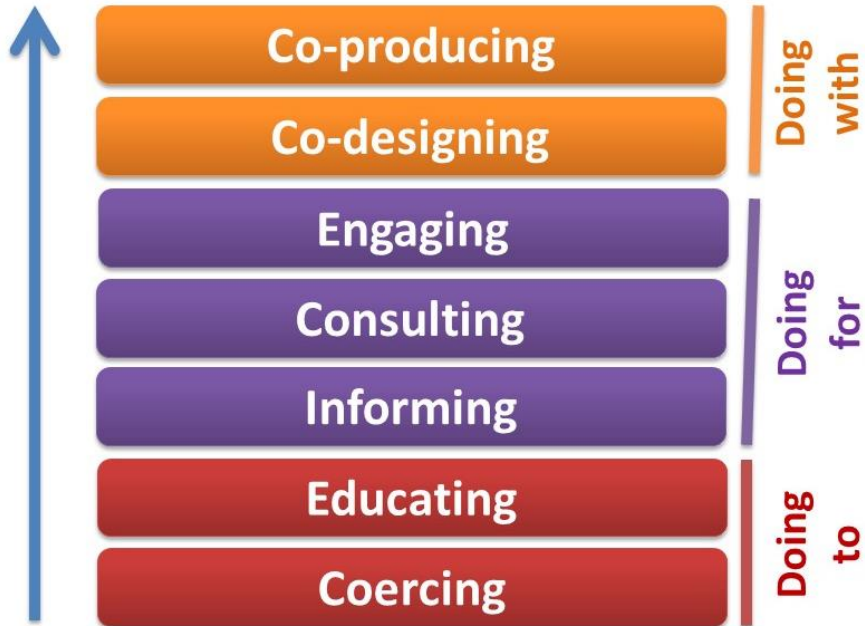 Co-producing
Co-designing
Doing
with
Engaging
Consulting
Informing
Doing
for
Educating
Coercing
Doing
to